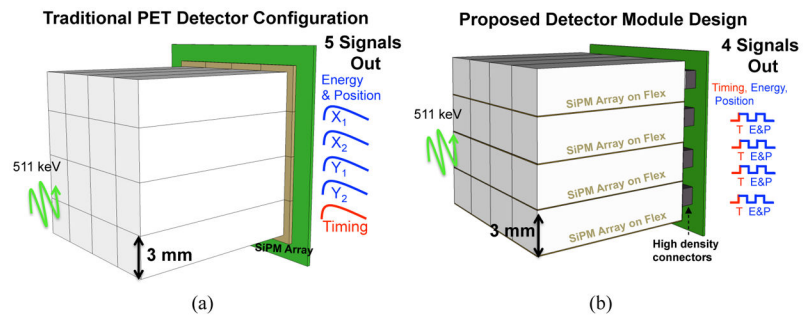 Traditional PET Detector Configuration
5 Signals
Out
Energy
& Position
X1
X2
Y1
Y2
Timing
511 keV
3 mm
SiPM Array
(a)
Proposed Detector Module Design
4 Signals
Out
Timing, Energy,
Position
T E&P
T E&P
T E&P
T E&P
511 keV
SiPM Array on Flex
SiPM Array on Flex
SiPM Array on Flex
SiPM Array on Flex
3 mm
High density
connectors
(b)